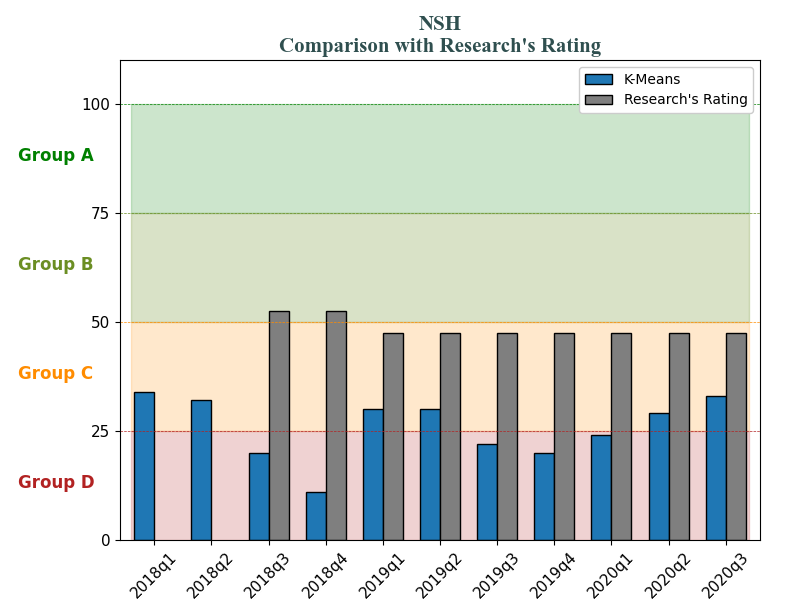 NSH
Comparison with Research's Rating
K-Means
Research's Rating
100
Group A
75
Group B
50
Group C
25
Group D
0
2018q1
2018q2
2018q3
2018q4
2019q1
2019q2
2019q3
2019q4
2020q1
2020q2
2020q3